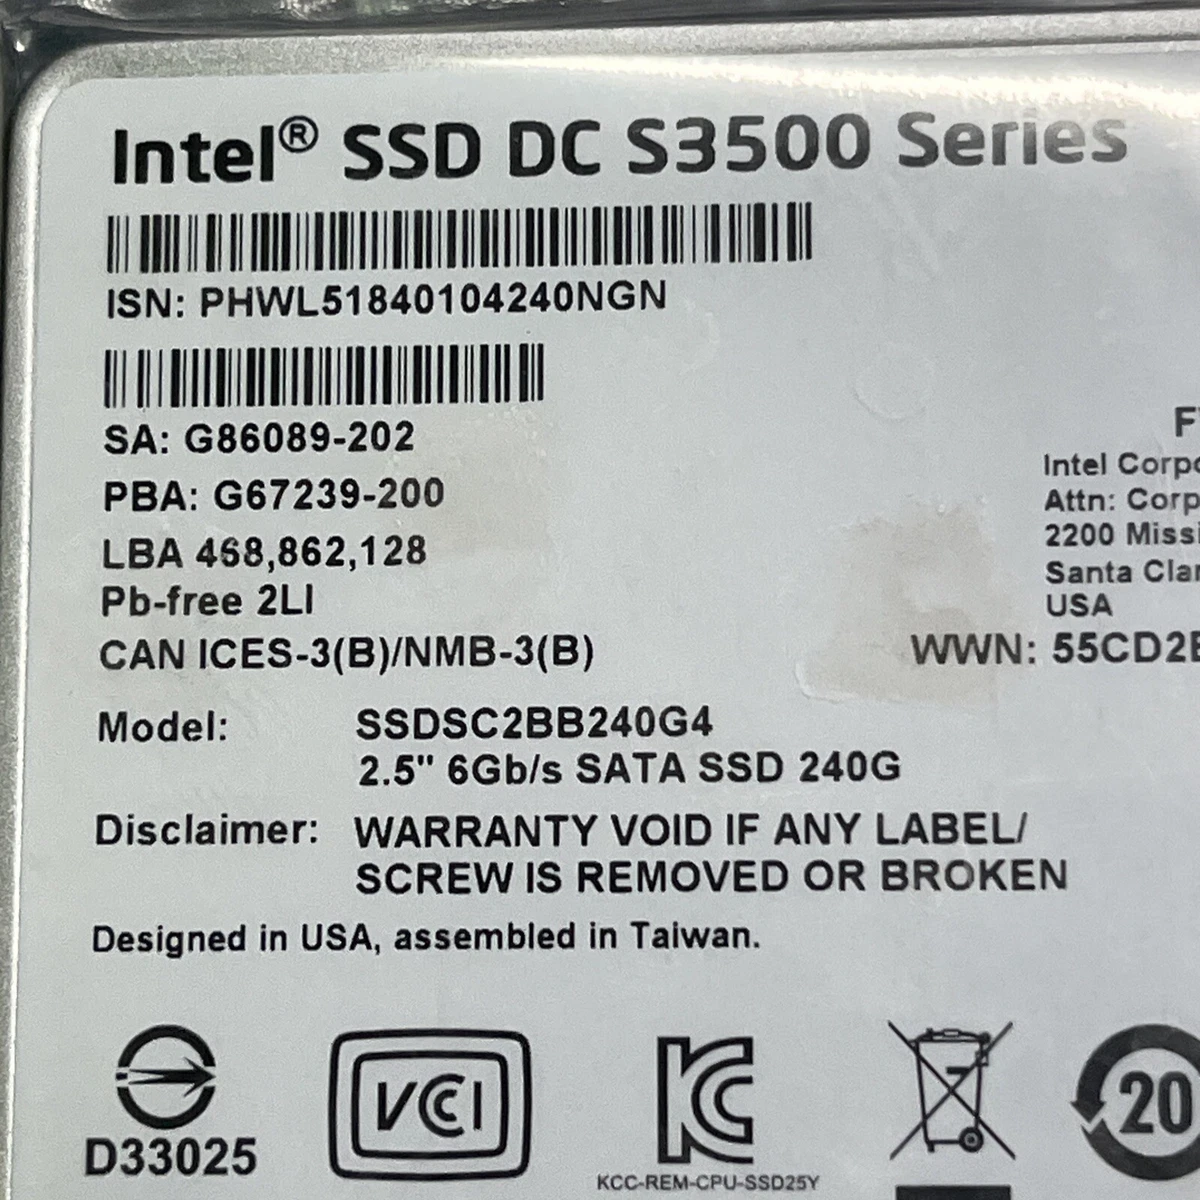 Intel® SSD DC S3500 Series
ISN: PHWL51840104240NGN
SA: G86089-202
PBA: G67239-200
LBA 468,862,128
Pb-free 2LI
CAN ICES-3(B)/NMB-3(B)
F
Intel Corpo
Attn: Corp
2200 Missi
Santa Clar
USA
WWN: 55CD2E
Model: SSDSC2BB240G4
2.5" 6Gb/s SATA SSD 240G
Disclaimer: WARRANTY VOID IF ANY LABEL/
SCREW IS REMOVED OR BROKEN
Designed in USA, assembled in Taiwan.
D33025
VCI
KC
KCC-REM-CPU-SSD25Y
20